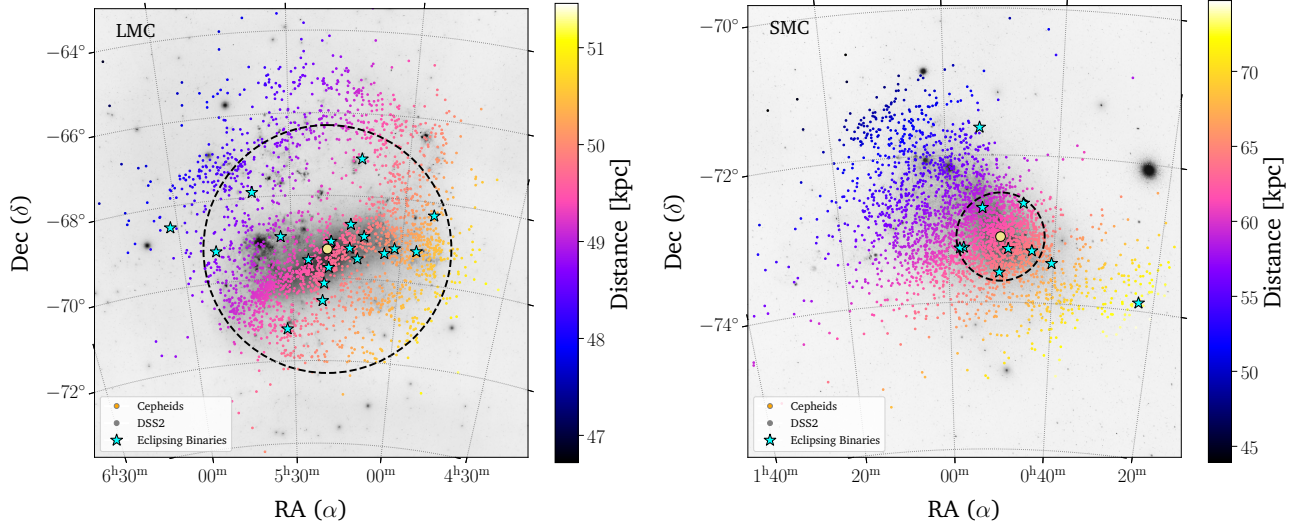 LMC
−64°
−66°
−68°
−70°
−72°
Dec (δ)
Cepheids
DSS2
Eclipsing Binaries
6ʰ30ᵐ
00ᵐ
5ʰ30ᵐ
00ᵐ
4ʰ30ᵐ
RA (α)
51
50
49
48
47
Distance [kpc]
SMC
−70°
−72°
−74°
Dec (δ)
Cepheids
DSS2
Eclipsing Binaries
1ʰ40ᵐ
20ᵐ
00ᵐ
0ʰ40ᵐ
20ᵐ
RA (α)
70
65
60
55
50
45
Distance [kpc]